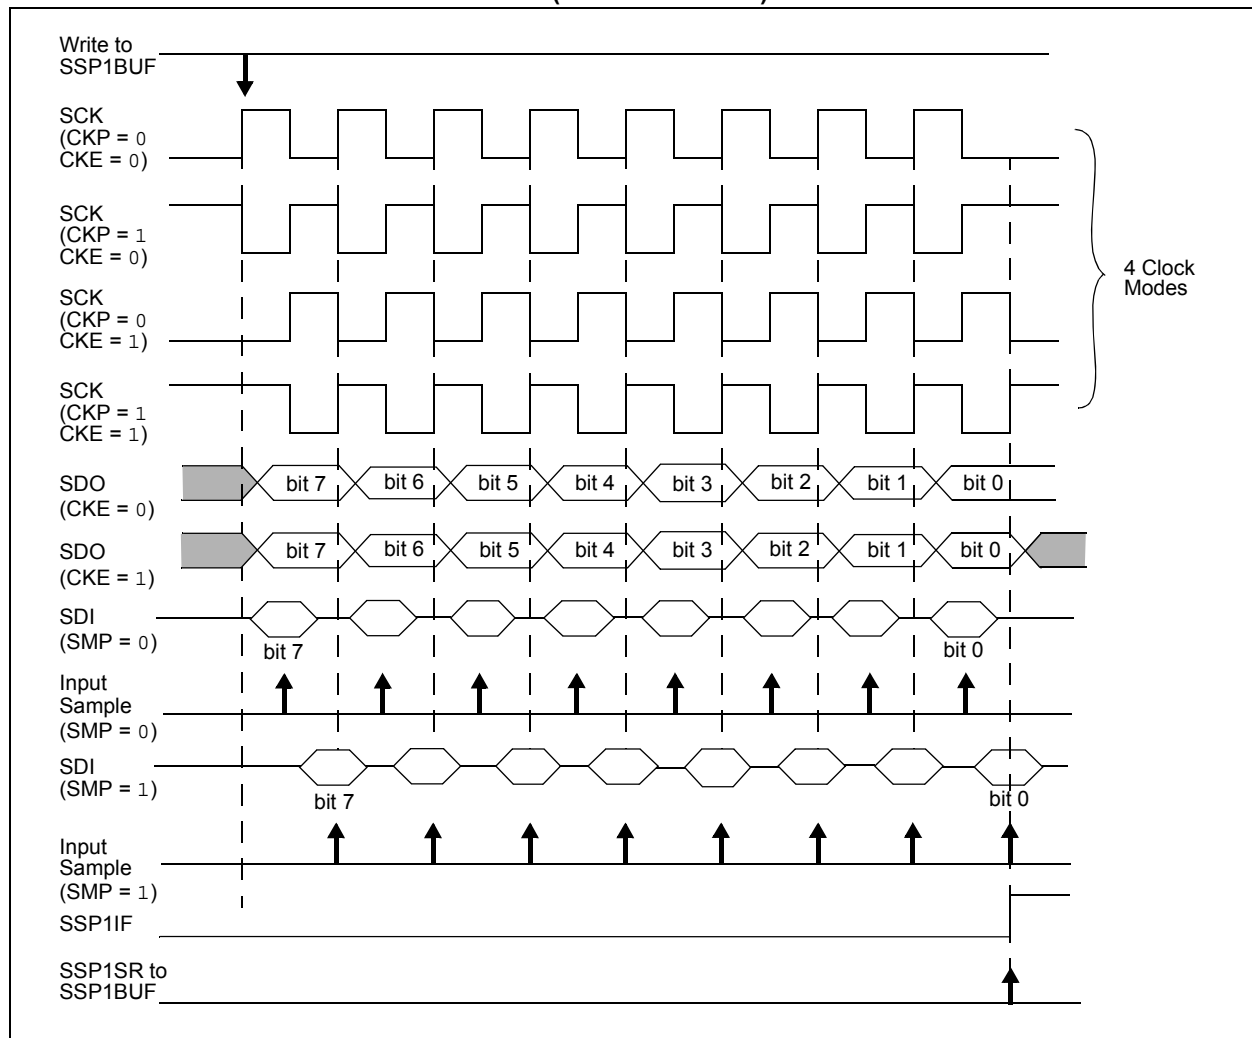 Write to
SSP1BUF
SCK
(CKP = 0
CKE = 0)
SCK
(CKP = 1
CKE = 0)
SCK
(CKP = 0
CKE = 1)
SCK
(CKP = 1
CKE = 1)
4 Clock
Modes
SDO
(CKE = 0)
bit 7 bit 6 bit 5 bit 4 bit 3 bit 2 bit 1 bit 0
SDO
(CKE = 1)
bit 7 bit 6 bit 5 bit 4 bit 3 bit 2 bit 1 bit 0
SDI
(SMP = 0)
bit 7 bit 0
Input
Sample
(SMP = 0)
SDI
(SMP = 1)
bit 7 bit 0
Input
Sample
(SMP = 1)
SSP1IF
SSP1SR to
SSP1BUF